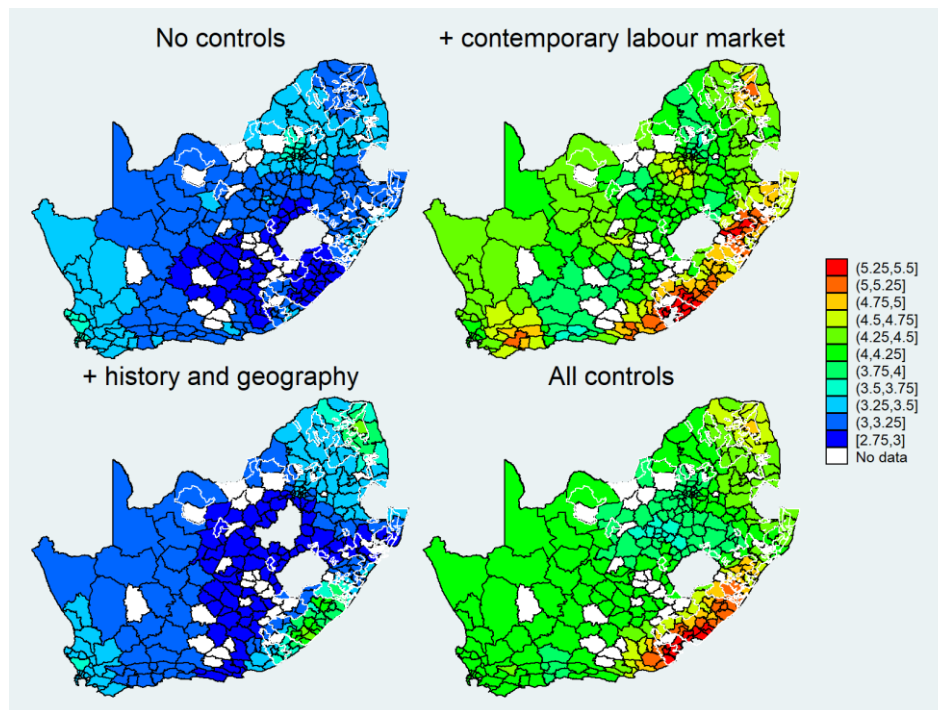 No controls
+ contemporary labour market
+ history and geography
All controls
(5.25,5.5]
(5,5.25]
(4.75,5]
(4.5,4.75]
(4.25,4.5]
(4,4.25]
(3.75,4]
(3.5,3.75]
(3.25,3.5]
(3,3.25]
[2.75,3]
No data